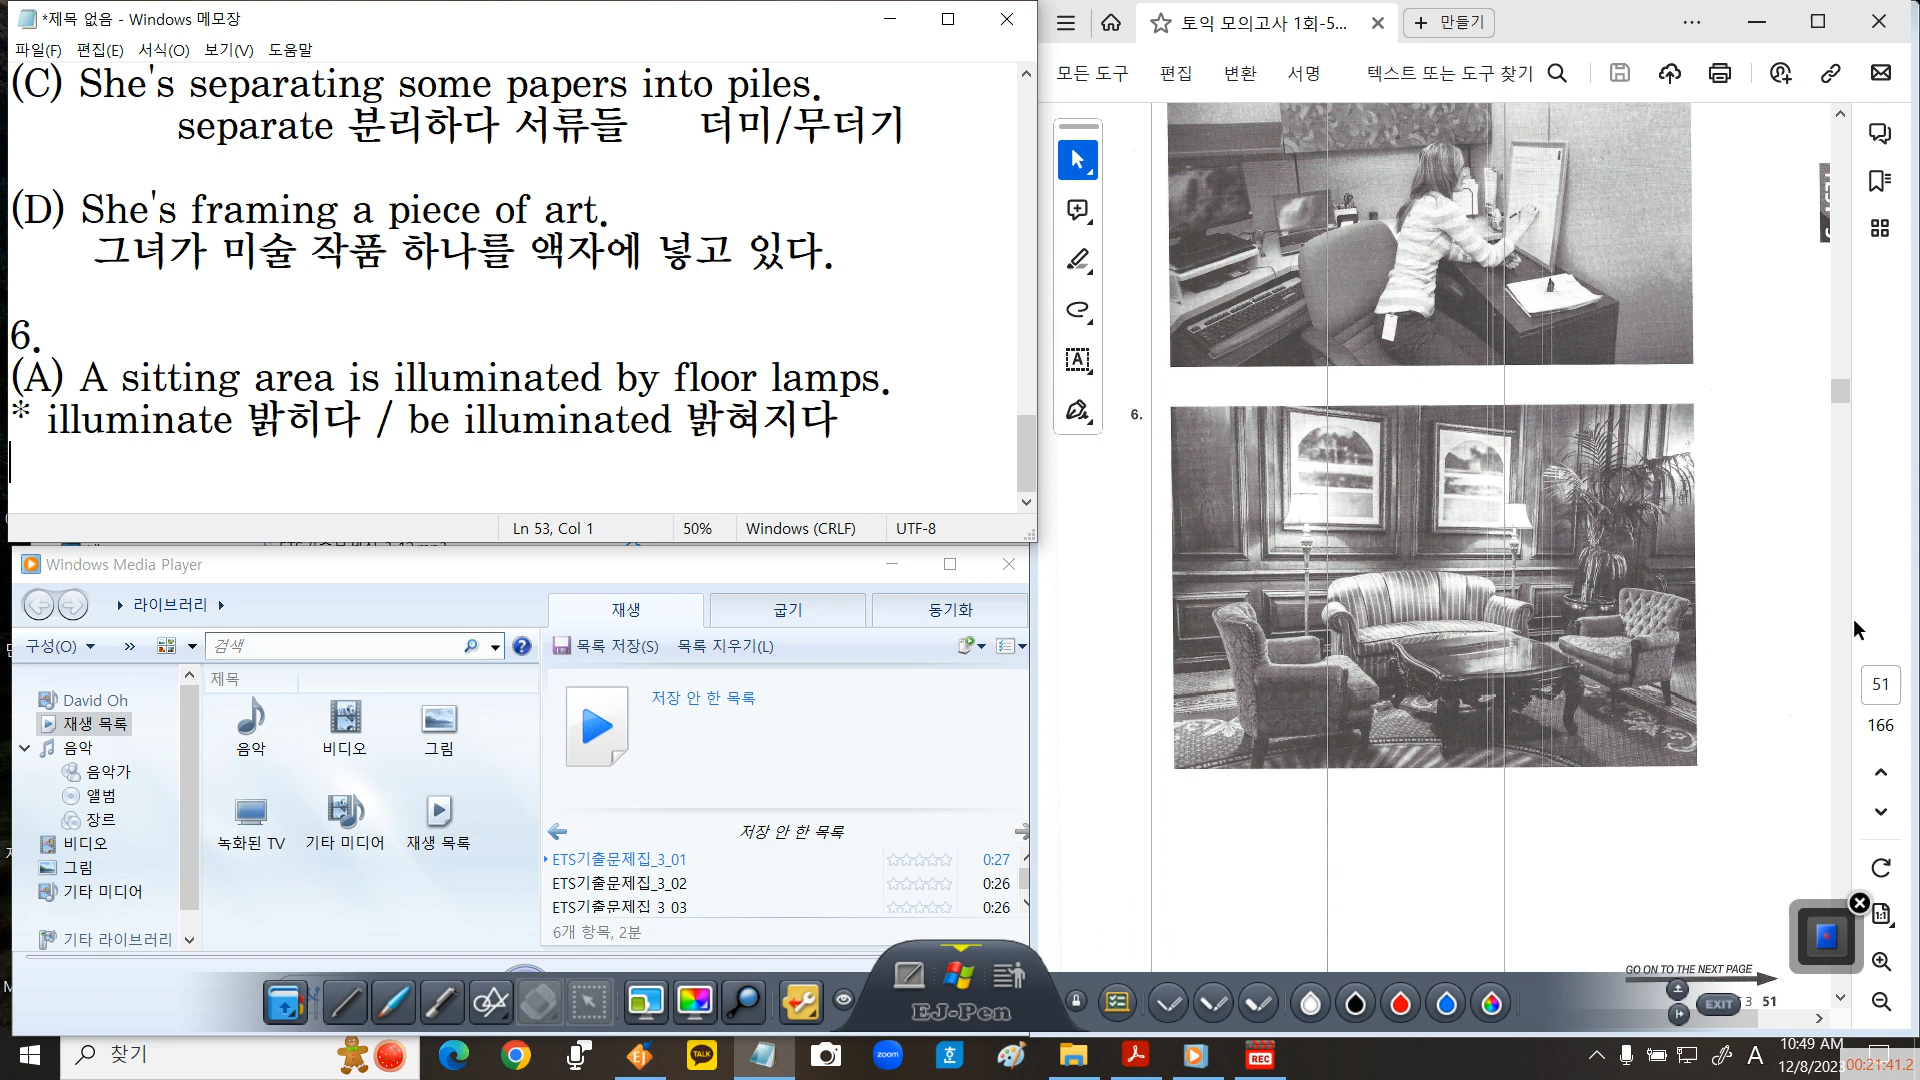 *제목 없음 - Windows 메모장
파일(F) 편집(E) 서식(O) 보기(V) 도움말
(C) She's separating some papers into piles.
separate 분리하다 서류들 더미/무더기
(D) She's framing a piece of art.
그녀가 미술 작품 하나를 액자에 넣고 있다.
6.
(A) A sitting area is illuminated by floor lamps.
* illuminate 밝히다 / be illuminated 밝혀지다
Ln 53, Col 1 50% Windows (CRLF) UTF-8
Windows Media Player
라이브러리
재생 굽기 동기화
구성(O) » 검색 목록 저장(S) 목록 지우기(L)
제목
David Oh
재생 목록
음악
음악가
앨범
장르
비디오
그림
기타 미디어
기타 라이브러리
음악 비디오 그림
녹화된 TV 기타 미디어 재생 목록
저장 안 한 목록
저장 안 한 목록
ETS기출문제집_3_01 0:27
ETS기출문제집_3_02 0:26
ETS기출문제집_3_03 0:26
6개 항목, 2분
토익 모의고사 1회-5... + 만들기
모든 도구 편집 변환 서명 텍스트 또는 도구 찾기
6.
51
166
GO ON TO THE NEXT PAGE
3 51
EJ-Pen
EXIT
찾기
TALK
zoom
REC
A
10:49 AM
12/8/2023
00:21:41.2